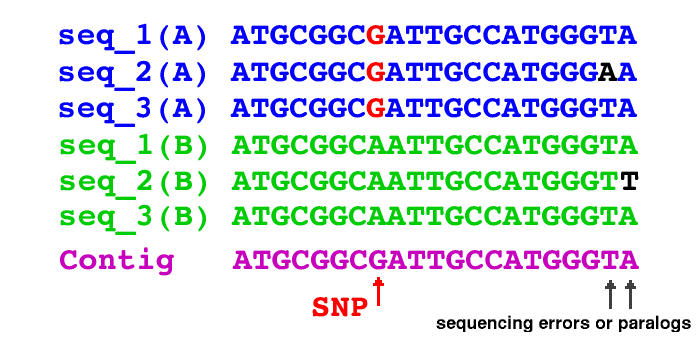 seq_1(A) ATGCGGCGATTGCCATGGGTA
seq_2(A) ATGCGGCGATTGCCATGGGAA
seq_3(A) ATGCGGCGATTGCCATGGGTA
seq_1(B) ATGCGGCAATTGCCATGGGTA
seq_2(B) ATGCGGCAATTGCCATGGGTT
seq_3(B) ATGCGGCAATTGCCATGGGTA
Contig ATGCGGCGATTGCCATGGGTA
SNP
sequencing errors or paralogs